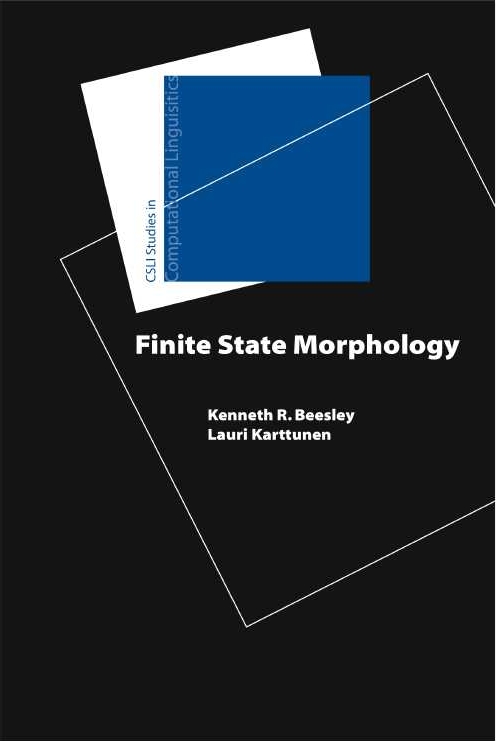 CSLI Studies in
Computational Linguisitics
Finite State Morphology
Kenneth R. Beesley
Lauri Karttunen